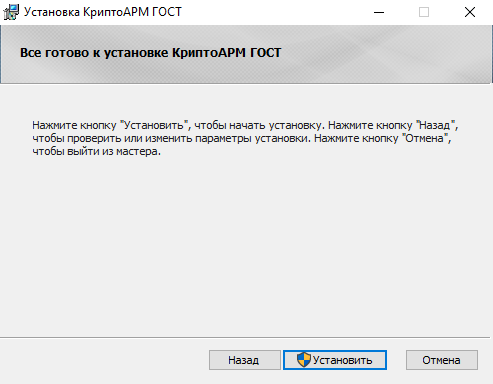 Установка КриптоАРМ ГОСТ
Все готово к установке КриптоАРМ ГОСТ
Нажмите кнопку "Установить", чтобы начать установку. Нажмите кнопку "Назад",
чтобы проверить или изменить параметры установки. Нажмите кнопку "Отмена",
чтобы выйти из мастера.
Назад
Установить
Отмена